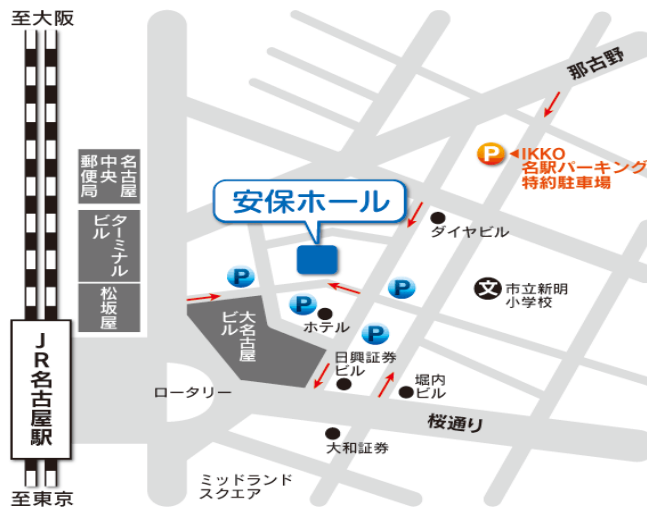 至大阪
那古野
P
IKKO
名駅パーキング
特約駐車場
名古屋
中央
郵便局
安保ホール
ターミナル
ビル
ダイヤビル
P
P
文
市立新明
小学校
松坂屋
P
ホテル
大名古屋
ビル
P
JR名古屋駅
日興証券
ビル
堀内
ビル
ロータリー
桜通り
大和証券
ミッドランド
スクエア
至東京